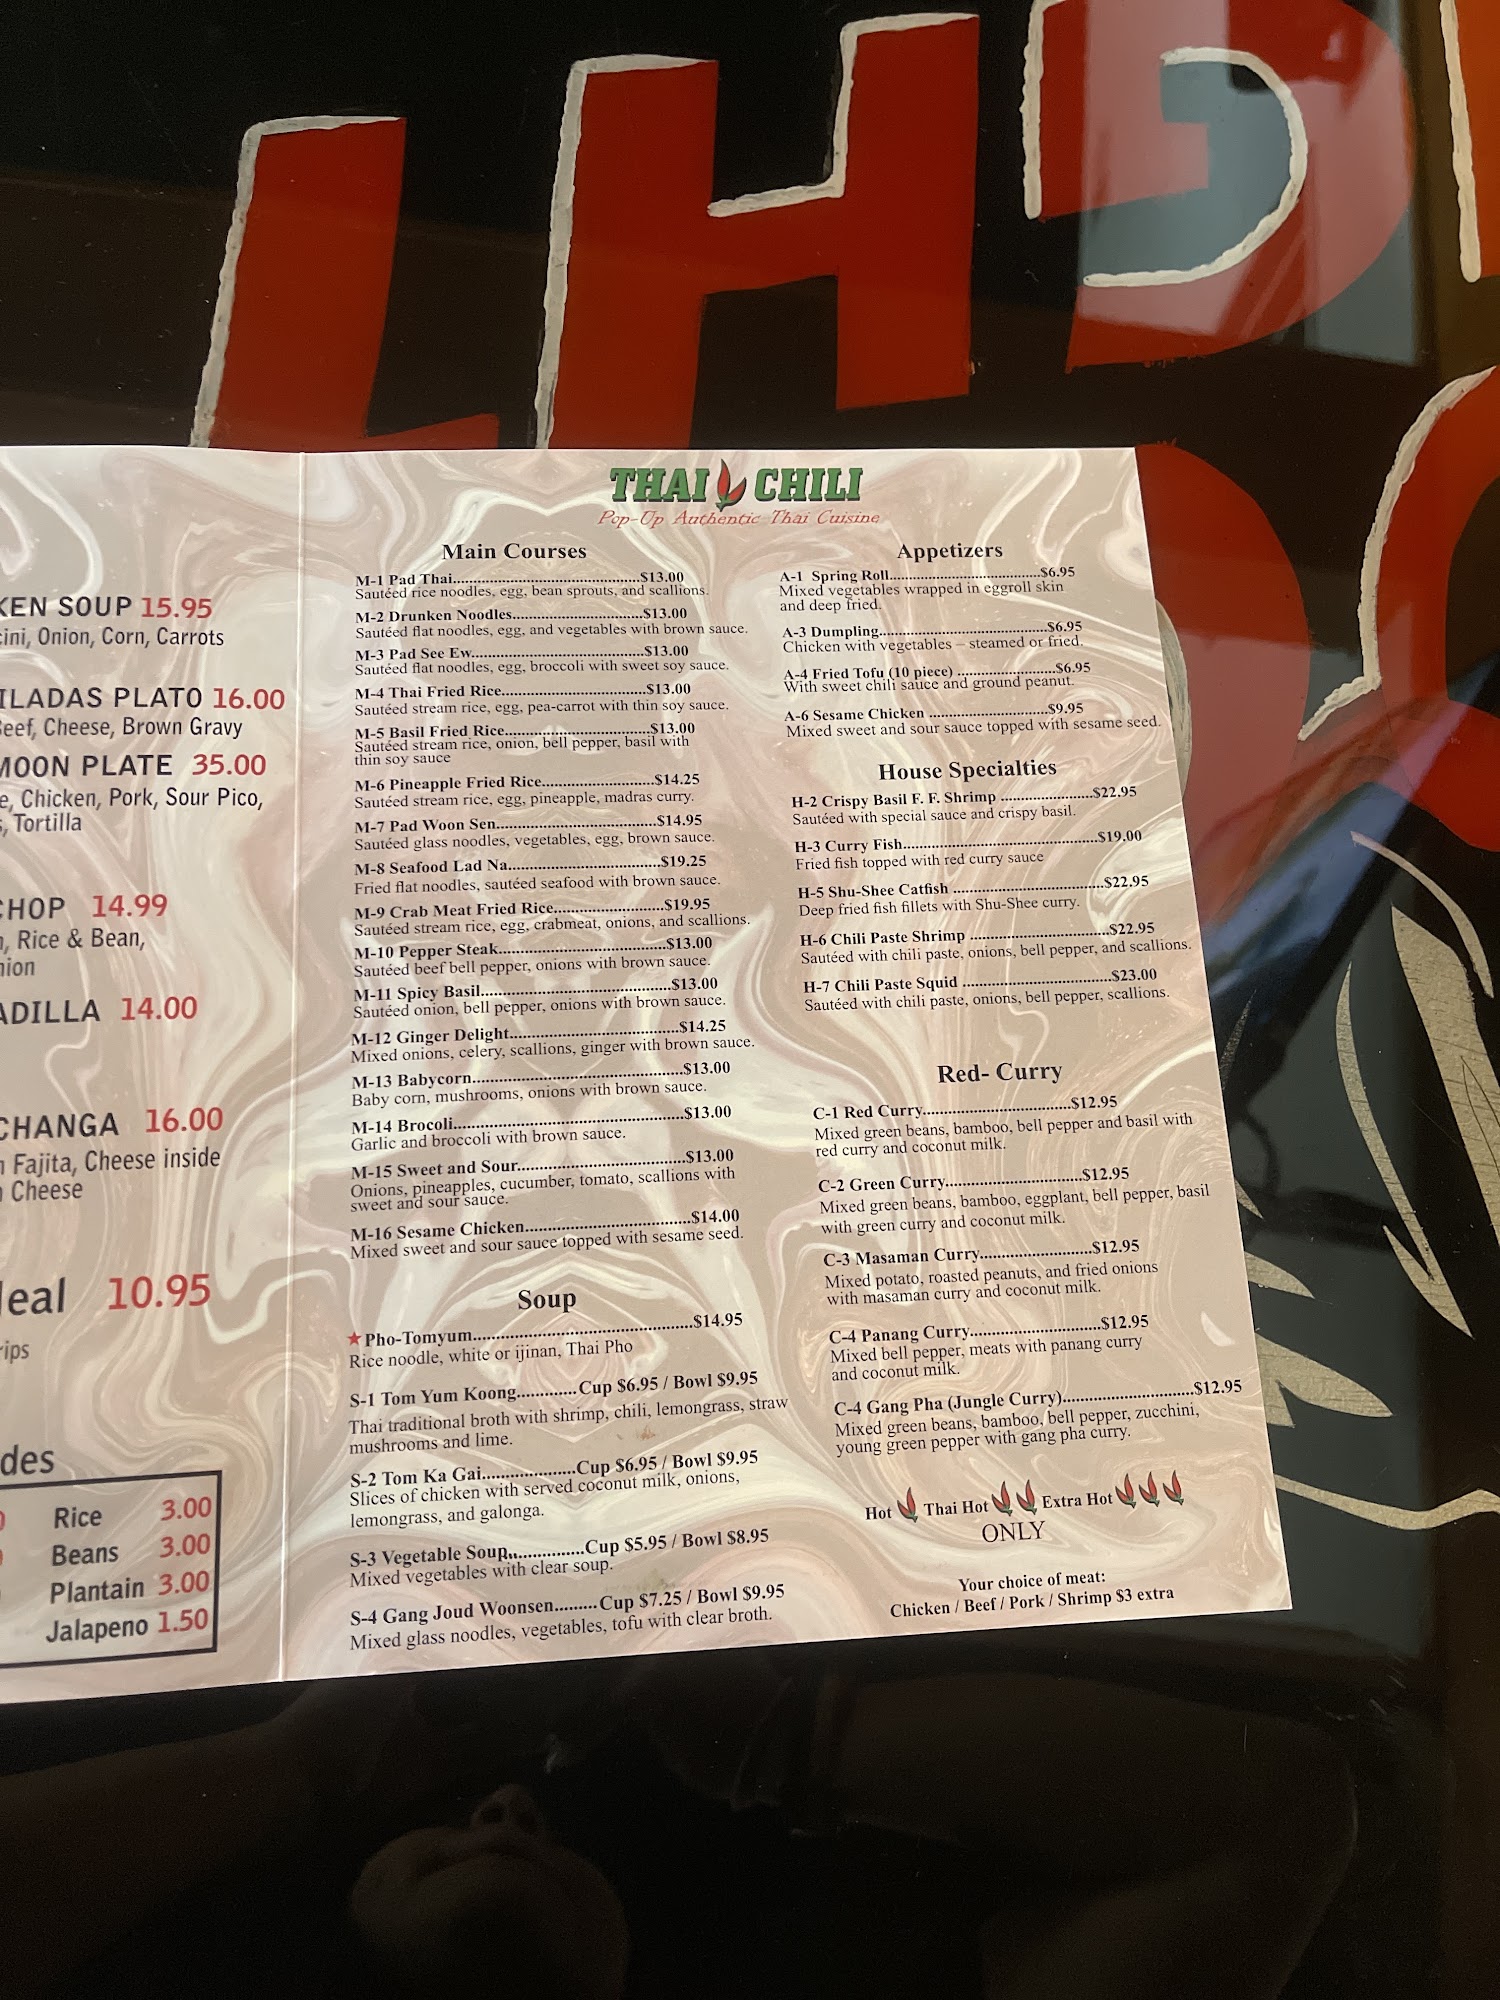 KEN SOUP 15.95
cini, Onion, Corn, Carrots
ILADAS PLATO 16.00
Beef, Cheese, Brown Gravy
MOON PLATE 35.00
e, Chicken, Pork, Sour Pico,
s, Tortilla
CHOP 14.99
n, Rice & Bean,
nion
ADILLA 14.00
CHANGA 16.00
n Fajita, Cheese inside
n Cheese
eal 10.95
rips
des
Rice 3.00
Beans 3.00
Plantain 3.00
Jalapeno 1.50
THAI CHILI
Pop-Up Authentic Thai Cuisine
Main Courses
M-1 Pad Thai............$13.00
Sautéed rice noodles, egg, bean sprouts, and scallions.
M-2 Drunken Noodles............$13.00
Sautéed flat noodles, egg, and vegetables with brown sauce.
M-3 Pad See Ew............$13.00
Sautéed flat noodles, egg, broccoli with sweet soy sauce.
M-4 Thai Fried Rice............$13.00
Sautéed stream rice, egg, pea-carrot with thin soy sauce.
M-5 Basil Fried Rice............$13.00
Sautéed stream rice, onion, bell pepper, basil with
thin soy sauce
M-6 Pineapple Fried Rice............$14.25
Sautéed stream rice, egg, pineapple, madras curry.
M-7 Pad Woon Sen............$14.95
Sautéed glass noodles, vegetables, egg, brown sauce.
M-8 Seafood Lad Na............$19.25
Fried flat noodles, sautéed seafood with brown sauce.
M-9 Crab Meat Fried Rice............$19.95
Sautéed stream rice, egg, crabmeat, onions, and scallions.
M-10 Pepper Steak............$13.00
Sautéed beef bell pepper, onions with brown sauce.
M-11 Spicy Basil............$13.00
Sautéed onion, bell pepper, onions with brown sauce.
M-12 Ginger Delight............$14.25
Mixed onions, celery, scallions, ginger with brown sauce.
M-13 Babycorn............$13.00
Baby corn, mushrooms, onions with brown sauce.
M-14 Brocoli............$13.00
Garlic and broccoli with brown sauce.
M-15 Sweet and Sour............$13.00
Onions, pineapples, cucumber, tomato, scallions with
sweet and sour sauce.
M-16 Sesame Chicken............$14.00
Mixed sweet and sour sauce topped with sesame seed.
Soup
★ Pho-Tomyum............$14.95
Rice noodle, white or ijinan, Thai Pho
S-1 Tom Yum Koong............Cup $6.95 / Bowl $9.95
Thai traditional broth with shrimp, chili, lemongrass, straw
mushrooms and lime.
S-2 Tom Ka Gai............Cup $6.95 / Bowl $9.95
Slices of chicken with served coconut milk, onions,
lemongrass, and galonga.
S-3 Vegetable Soup............Cup $5.95 / Bowl $8.95
Mixed vegetables with clear soup.
S-4 Gang Joud Woonsen.........Cup $7.25 / Bowl $9.95
Mixed glass noodles, vegetables, tofu with clear broth.
Appetizers
A-1 Spring Roll............$6.95
Mixed vegetables wrapped in eggroll skin
and deep fried.
A-3 Dumpling............$6.95
Chicken with vegetables – steamed or fried.
A-4 Fried Tofu (10 piece) ............$6.95
With sweet chili sauce and ground peanut.
A-6 Sesame Chicken ............$9.95
Mixed sweet and sour sauce topped with sesame seed.
House Specialties
H-2 Crispy Basil F. F. Shrimp ............$22.95
Sautéed with special sauce and crispy basil.
H-3 Curry Fish............$19.00
Fried fish topped with red curry sauce
H-5 Shu-Shee Catfish ............$22.95
Deep fried fish fillets with Shu-Shee curry.
H-6 Chili Paste Shrimp ............$22.95
Sautéed with chili paste, onions, bell pepper, and scallions.
H-7 Chili Paste Squid ............$23.00
Sautéed with chili paste, onions, bell pepper, scallions.
Red- Curry
C-1 Red Curry............$12.95
Mixed green beans, bamboo, bell pepper and basil with
red curry and coconut milk.
C-2 Green Curry............$12.95
Mixed green beans, bamboo, eggplant, bell pepper, basil
with green curry and coconut milk.
C-3 Masaman Curry............$12.95
Mixed potato, roasted peanuts, and fried onions
with masaman curry and coconut milk.
C-4 Panang Curry............$12.95
Mixed bell pepper, meats with panang curry
and coconut milk.
C-4 Gang Pha (Jungle Curry)............$12.95
Mixed green beans, bamboo, bell pepper, zucchini,
young green pepper with gang pha curry.
Hot Thai Hot Extra Hot
ONLY
Your choice of meat:
Chicken / Beef / Pork / Shrimp $3 extra